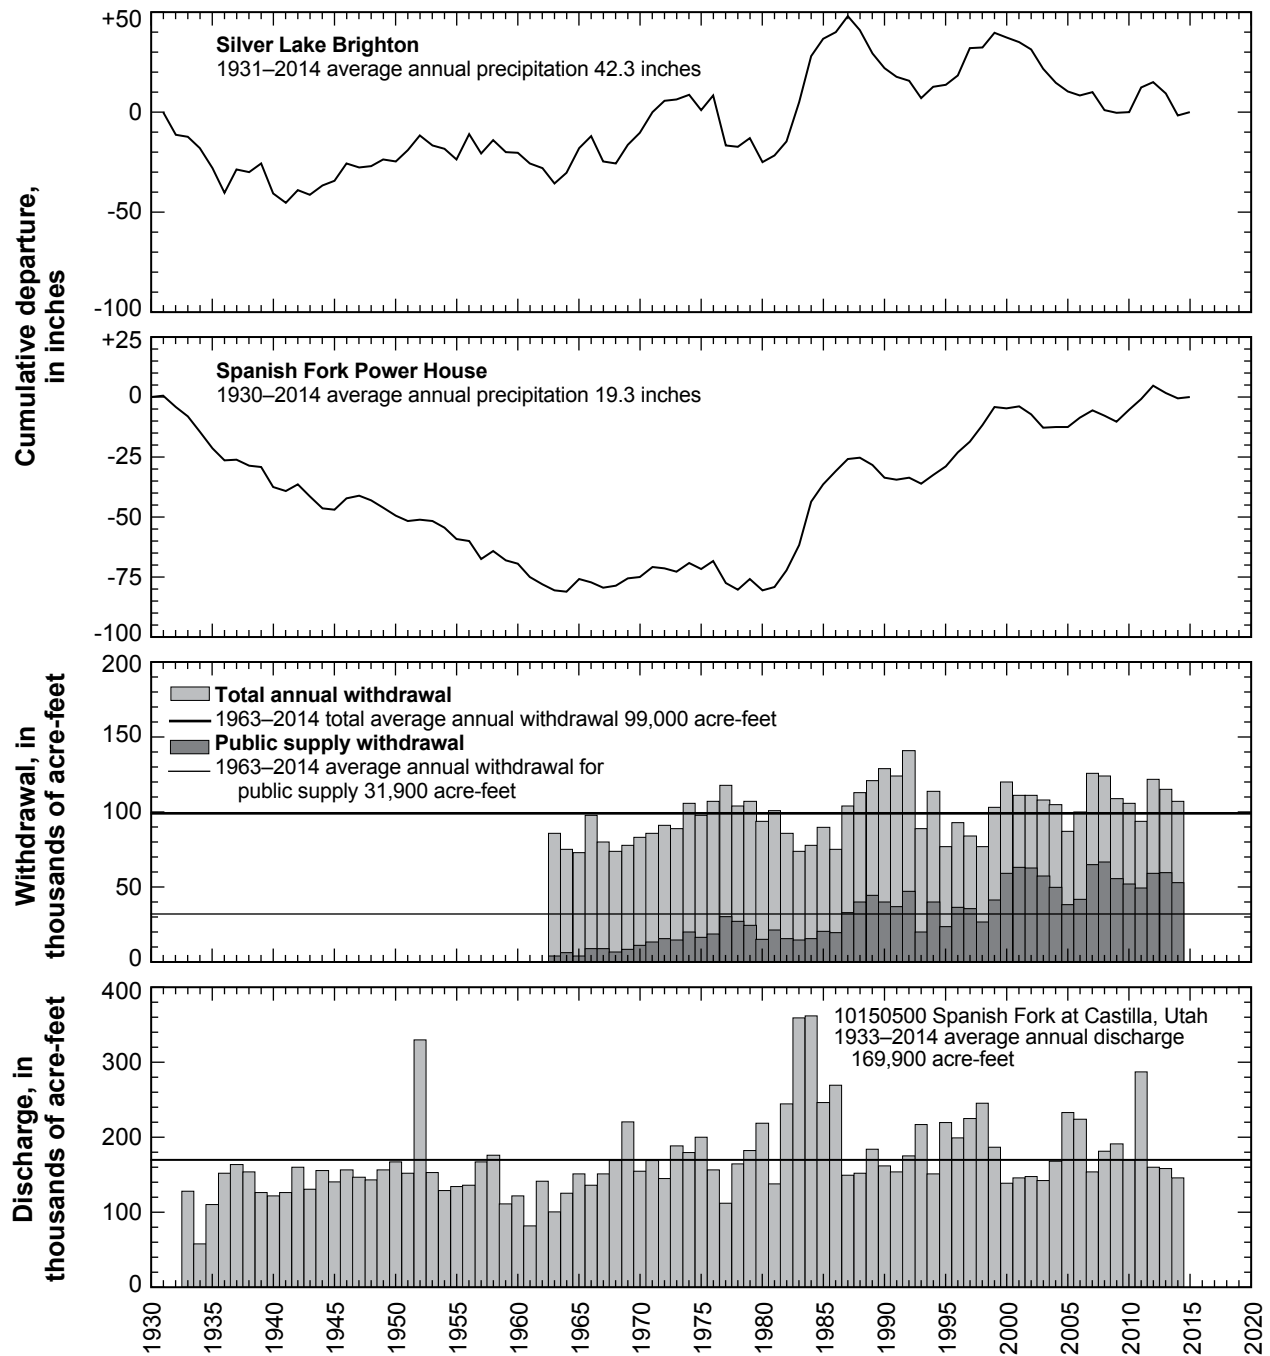 Cumulative departure,
in inches
+50
0
-50
-100
Silver Lake Brighton
1931–2014 average annual precipitation 42.3 inches
+25
0
-25
-50
-75
-100
Spanish Fork Power House
1930–2014 average annual precipitation 19.3 inches
Withdrawal, in
thousands of acre-feet
200
150
100
50
0
Total annual withdrawal
1963–2014 total average annual withdrawal 99,000 acre-feet
Public supply withdrawal
1963–2014 average annual withdrawal for
public supply 31,900 acre-feet
Discharge, in
thousands of acre-feet
400
300
200
100
0
10150500 Spanish Fork at Castilla, Utah
1933–2014 average annual discharge
169,900 acre-feet
1930
1935
1940
1945
1950
1955
1960
1965
1970
1975
1980
1985
1990
1995
2000
2005
2010
2015
2020